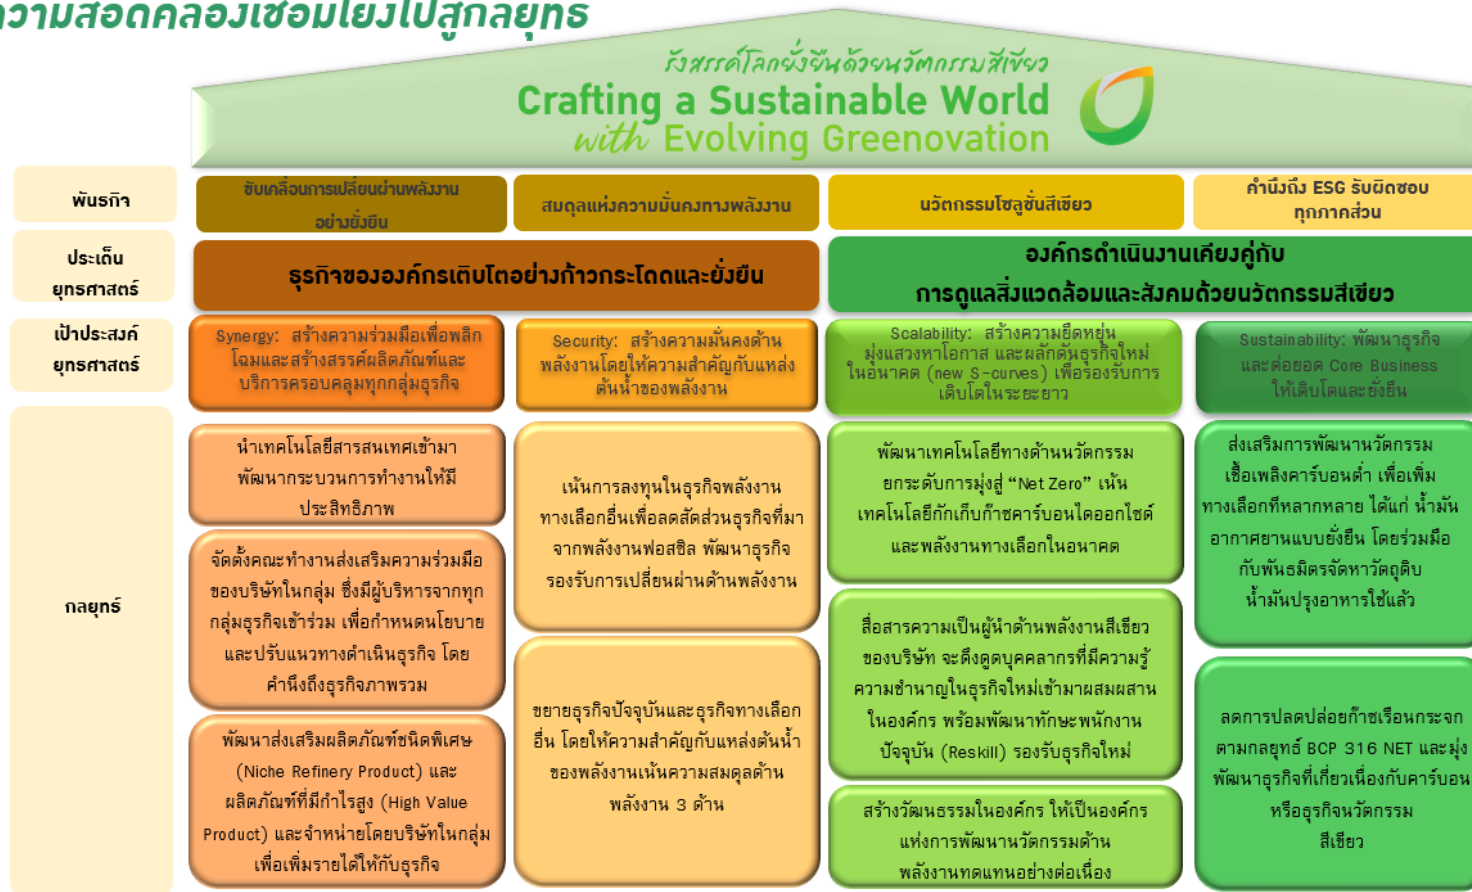 ความสอดคล้องเชื่อมโยงไปสู่กลยุทธ์
รังสรรค์โลกยั่งยืนด้วยนวัตกรรมสีเขียว
Crafting a Sustainable World
with Evolving Greenovation
พันธกิจ
ขับเคลื่อนการเปลี่ยนผ่านพลังงาน
อย่างยั่งยืน
สมดุลแห่งความมั่นคงทางพลังงาน
นวัตกรรมโซลูชั่นสีเขียว
คำนึงถึง ESG รับผิดชอบ
ทุกภาคส่วน
ประเด็น
ยุทธศาสตร์
ธุรกิจขององค์กรเติบโตอย่างก้าวกระโดดและยั่งยืน
องค์กรดำเนินงานเคียงคู่กับ
การดูแลสิ่งแวดล้อมและสังคมด้วยนวัตกรรมสีเขียว
เป้าประสงค์
ยุทธศาสตร์
Synergy: สร้างความร่วมมือเพื่อพลิก
โฉมและสร้างสรรค์ผลิตภัณฑ์และ
บริการครอบคลุมทุกกลุ่มธุรกิจ
Security: สร้างความมั่นคงด้าน
พลังงานโดยให้ความสำคัญกับแหล่ง
ต้นน้ำของพลังงาน
Scalability: สร้างความยืดหยุ่น
มุ่งแสวงหาโอกาส และผลักดันธุรกิจใหม่
ในอนาคต (new S-curves) เพื่อรองรับการ
เติบโตในระยะยาว
Sustainability: พัฒนาธุรกิจ
และต่อยอด Core Business
ให้เติบโตและยั่งยืน
กลยุทธ์
นำเทคโนโลยีสารสนเทศเข้ามา
พัฒนากระบวนการทำงานให้มี
ประสิทธิภาพ
จัดตั้งคณะทำงานส่งเสริมความร่วมมือ
ของบริษัทในกลุ่ม ซึ่งมีผู้บริหารจากทุก
กลุ่มธุรกิจเข้าร่วม เพื่อกำหนดนโยบาย
และปรับแนวทางดำเนินธุรกิจ โดย
คำนึงถึงธุรกิจภาพรวม
พัฒนาส่งเสริมผลิตภัณฑ์ชนิดพิเศษ
(Niche Refinery Product) และ
ผลิตภัณฑ์ที่มีกำไรสูง (High Value
Product) และจำหน่ายโดยบริษัทในกลุ่ม
เพื่อเพิ่มรายได้ให้กับธุรกิจ
เน้นการลงทุนในธุรกิจพลังงาน
ทางเลือกอื่นเพื่อลดสัดส่วนธุรกิจที่มา
จากพลังงานฟอสซิล พัฒนาธุรกิจ
รองรับการเปลี่ยนผ่านด้านพลังงาน
ขยายธุรกิจปัจจุบันและธุรกิจทางเลือก
อื่น โดยให้ความสำคัญกับแหล่งต้นน้ำ
ของพลังงานเน้นความสมดุลด้าน
พลังงาน 3 ด้าน
พัฒนาเทคโนโลยีทางด้านนวัตกรรม
ยกระดับการมุ่งสู่ “Net Zero” เน้น
เทคโนโลยีกักเก็บก๊าซคาร์บอนไดออกไซด์
และพลังงานทางเลือกในอนาคต
สื่อสารความเป็นผู้นำด้านพลังงานสีเขียว
ของบริษัท จะดึงดูดบุคคลากรที่มีความรู้
ความชำนาญในธุรกิจใหม่เข้ามาผสมผสาน
ในองค์กร พร้อมพัฒนาทักษะพนักงาน
ปัจจุบัน (Reskill) รองรับธุรกิจใหม่
สร้างวัฒนธรรมในองค์กร ให้เป็นองค์กร
แห่งการพัฒนานวัตกรรมด้าน
พลังงานทดแทนอย่างต่อเนื่อง
ส่งเสริมการพัฒนานวัตกรรม
เชื้อเพลิงคาร์บอนต่ำ เพื่อเพิ่ม
ทางเลือกที่หลากหลาย ได้แก่ น้ำมัน
อากาศยานแบบยั่งยืน โดยร่วมมือ
กับพันธมิตรจัดหาวัตถุดิบ
น้ำมันปรุงอาหารใช้แล้ว
ลดการปลดปล่อยก๊าซเรือนกระจก
ตามกลยุทธ์ BCP 316 NET และมุ่ง
พัฒนาธุรกิจที่เกี่ยวเนื่องกับคาร์บอน
หรือธุรกิจนวัตกรรม
สีเขียว